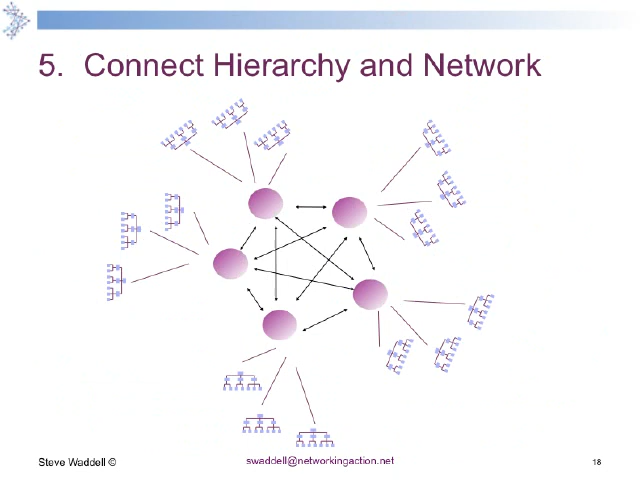 5. Connect Hierarchy and Network
Steve Waddell ©
swaddell@networkingaction.net
18